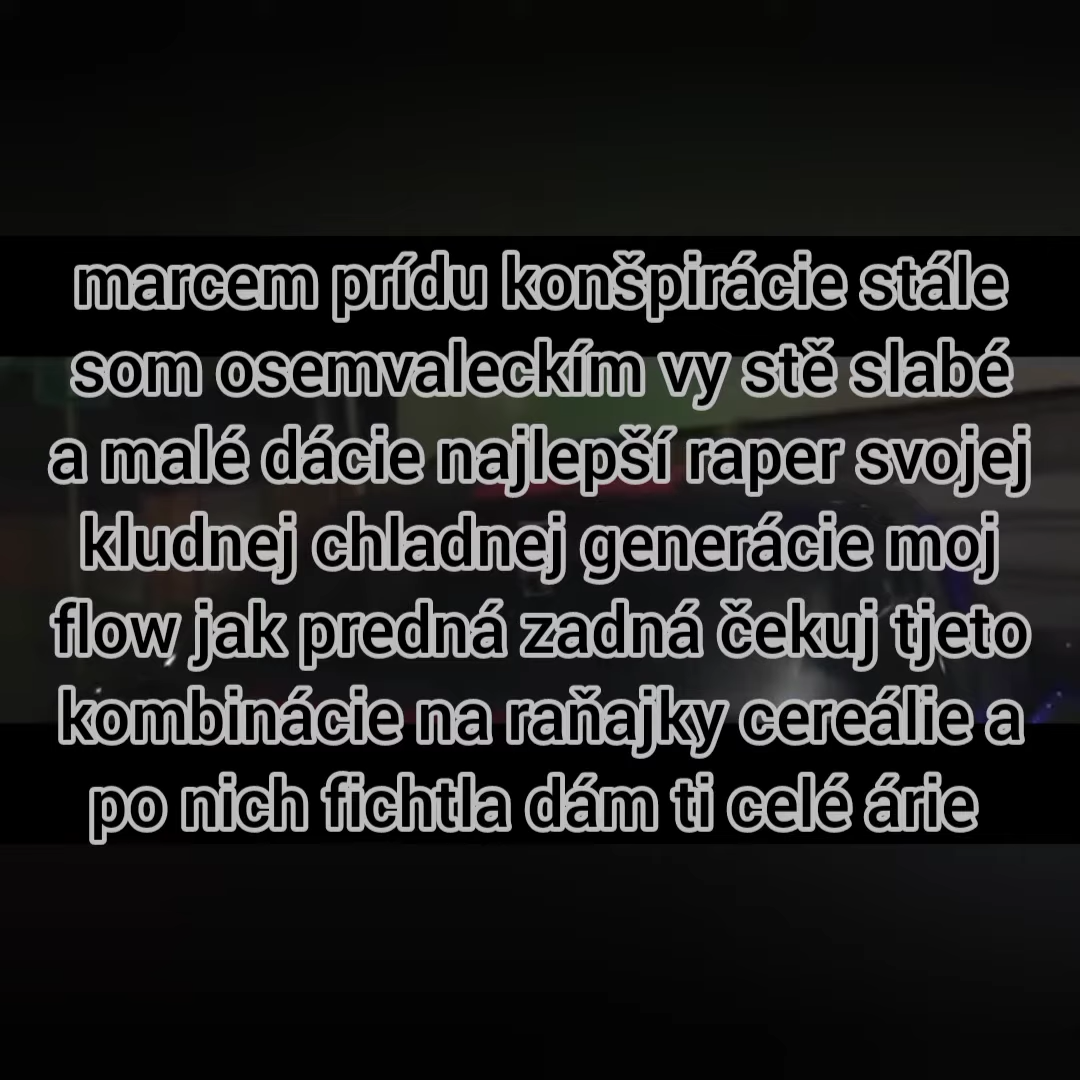 marcem prídu konšpirácie stále
som osemvaleckím vy stě slabé
a malé dácie najlepší raper svojej
kludnej chladnej generácie moj
flow jak predná zadná čekuj tjeto
kombinácie na raňajky cereálie a
po nich fichtla dám ti celé árie